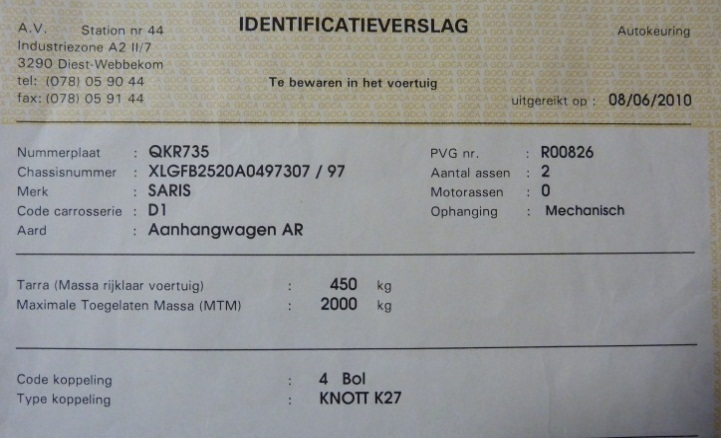 IDENTIFICATIEVERSLAG
A.V. Station nr 44
Industriezone A2 II/7
3290 Diest-Webbekom
tel: (078) 05 90 44
fax: (078) 05 91 44
Autokeuring
Te bewaren in het voertuig
uitgereikt op : 08/06/2010
Nummerplaat : QKR735
Chassisnummer : XLGFB2520A0497307 / 97
Merk : SARIS
Code carrosserie : D1
Aard : Aanhangwagen AR
PVG nr. : R00826
Aantal assen : 2
Motorassen : 0
Ophanging : Mechanisch
Tarra (Massa rijklaar voertuig) : 450 kg
Maximale Toegelaten Massa (MTM) : 2000 kg
Code koppeling : 4 Bol
Type koppeling : KNOTT K27